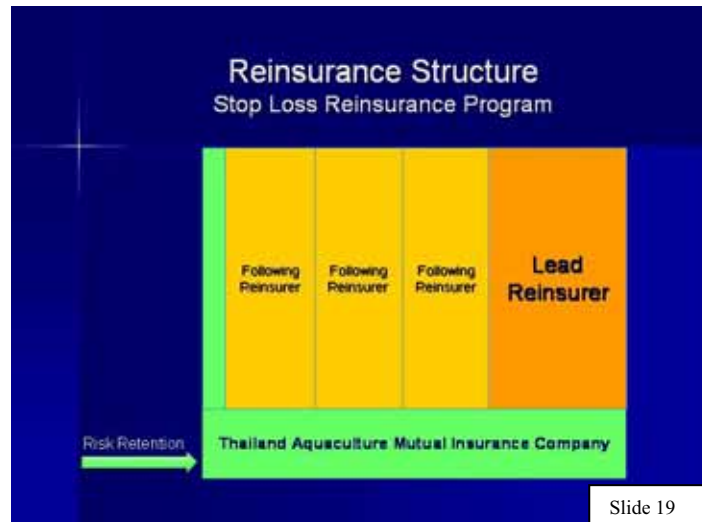 Reinsurance Structure
Stop Loss Reinsurance Program
Following
Reinsurer
Following
Reinsurer
Following
Reinsurer
Lead
Reinsurer
Risk Retention
Thailand Aquaculture Mutual Insurance Company
Slide 19